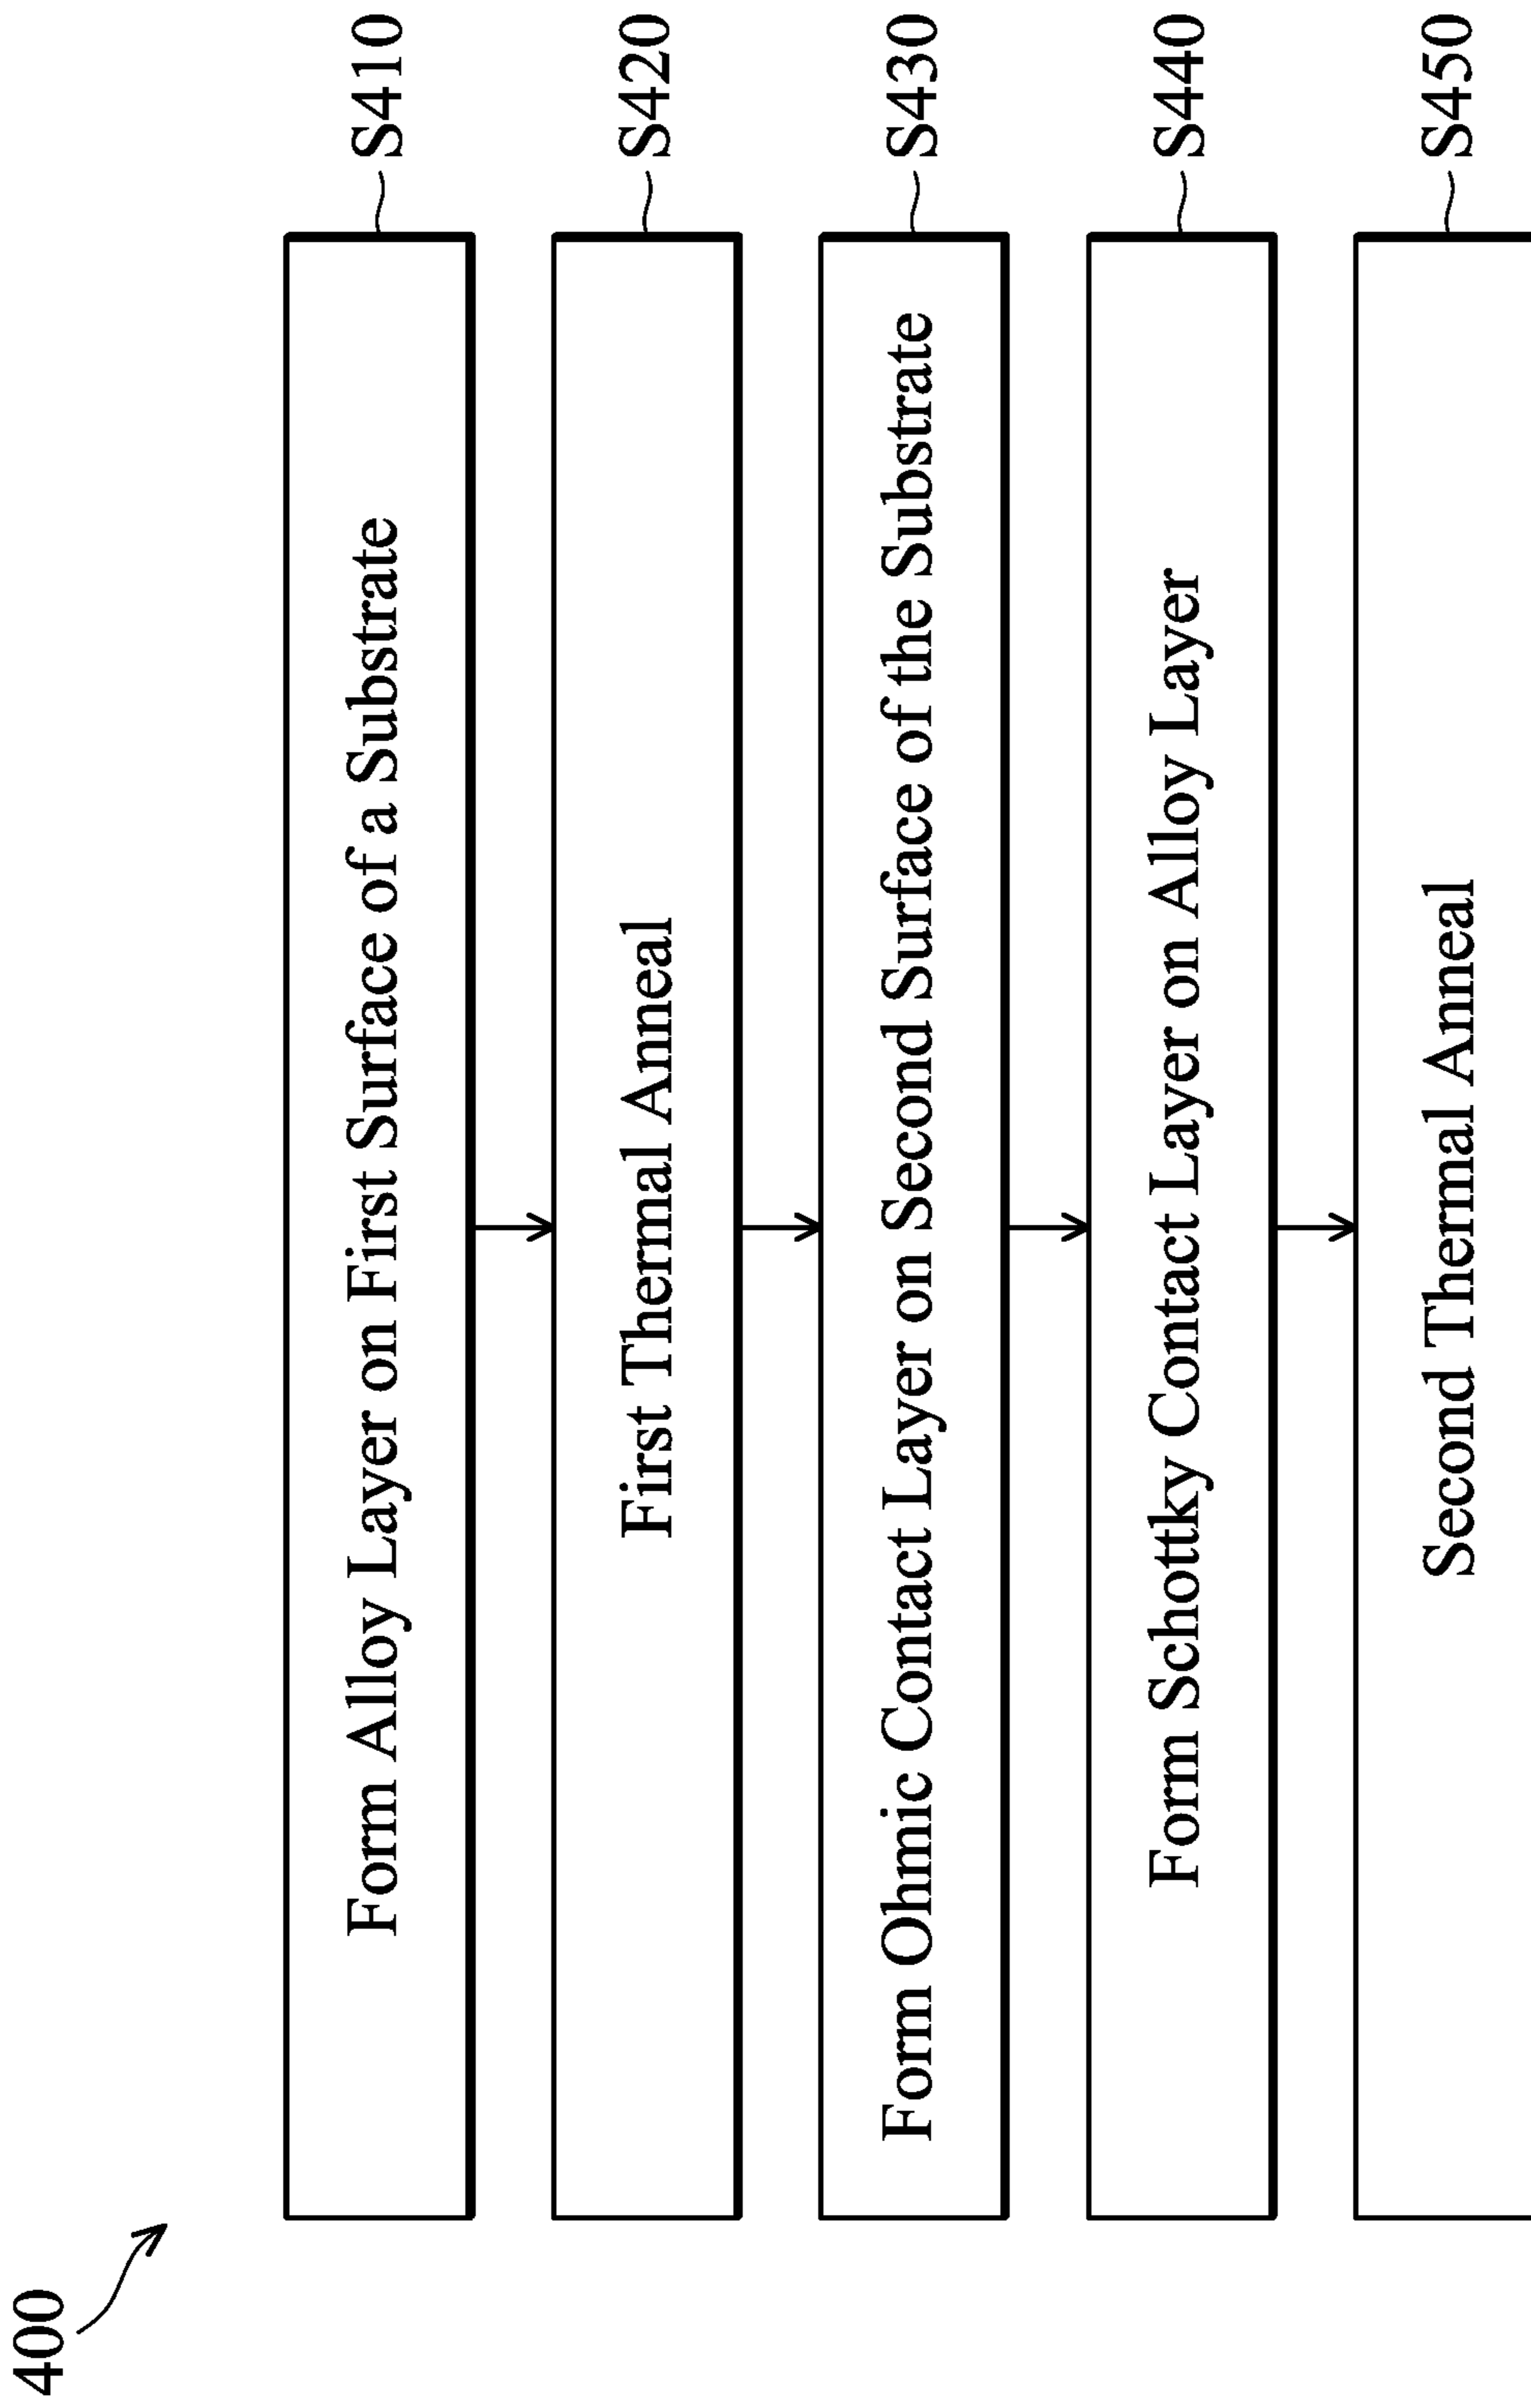 400
Form Alloy Layer on First Surface of a Substrate
S410
First Thermal Anneal
S420
Form Ohmic Contact Layer on Second Surface of the Substrate
S430
Form Schottky Contact Layer on Alloy Layer
S440
Second Thermal Anneal
S450